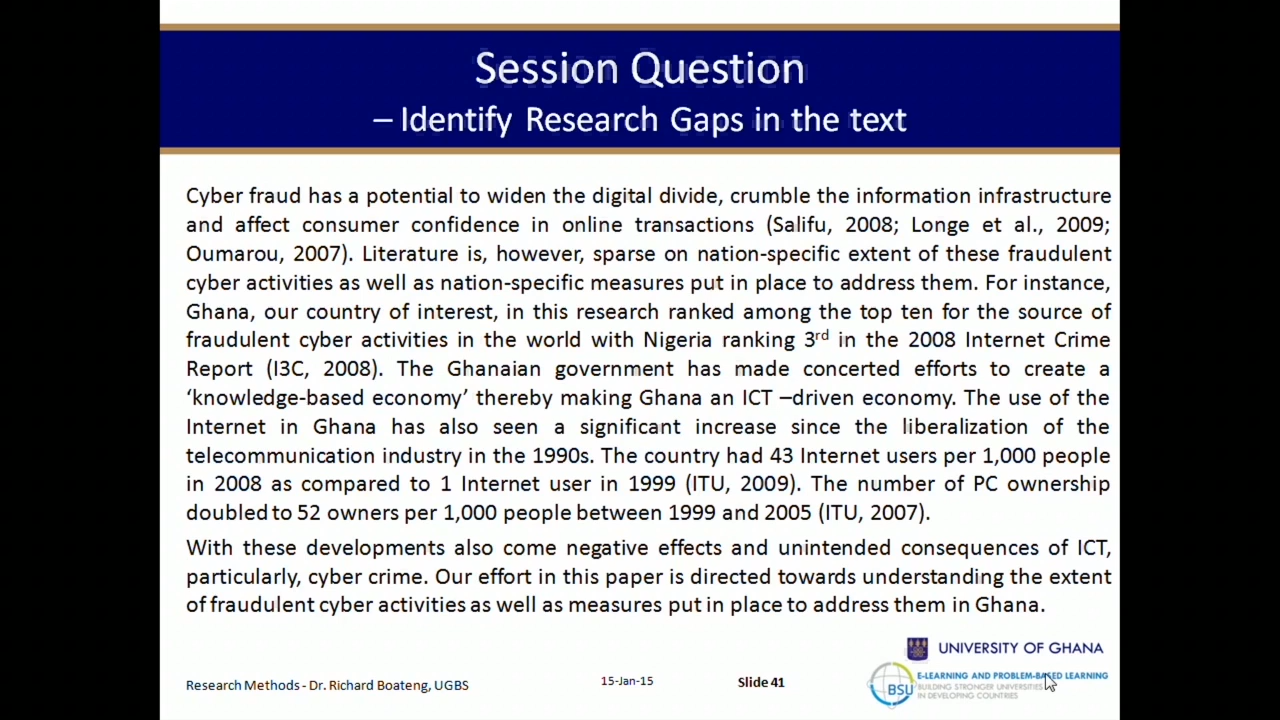 Session Question
– Identify Research Gaps in the text
Cyber fraud has a potential to widen the digital divide, crumble the information infrastructure
and affect consumer confidence in online transactions (Salifu, 2008; Longe et al., 2009;
Oumarou, 2007). Literature is, however, sparse on nation-specific extent of these fraudulent
cyber activities as well as nation-specific measures put in place to address them. For instance,
Ghana, our country of interest, in this research ranked among the top ten for the source of
fraudulent cyber activities in the world with Nigeria ranking 3rd in the 2008 Internet Crime
Report (I3C, 2008). The Ghanaian government has made concerted efforts to create a
‘knowledge-based economy’ thereby making Ghana an ICT –driven economy. The use of the
Internet in Ghana has also seen a significant increase since the liberalization of the
telecommunication industry in the 1990s. The country had 43 Internet users per 1,000 people
in 2008 as compared to 1 Internet user in 1999 (ITU, 2009). The number of PC ownership
doubled to 52 owners per 1,000 people between 1999 and 2005 (ITU, 2007).
With these developments also come negative effects and unintended consequences of ICT,
particularly, cyber crime. Our effort in this paper is directed towards understanding the extent
of fraudulent cyber activities as well as measures put in place to address them in Ghana.
UNIVERSITY OF GHANA
Research Methods - Dr. Richard Boateng, UGBS
15-Jan-15
Slide 41
BSU
E-LEARNING AND PROBLEM-BASED LEARNING
BUILDING STRONGER UNIVERSITIES
IN DEVELOPING COUNTRIES